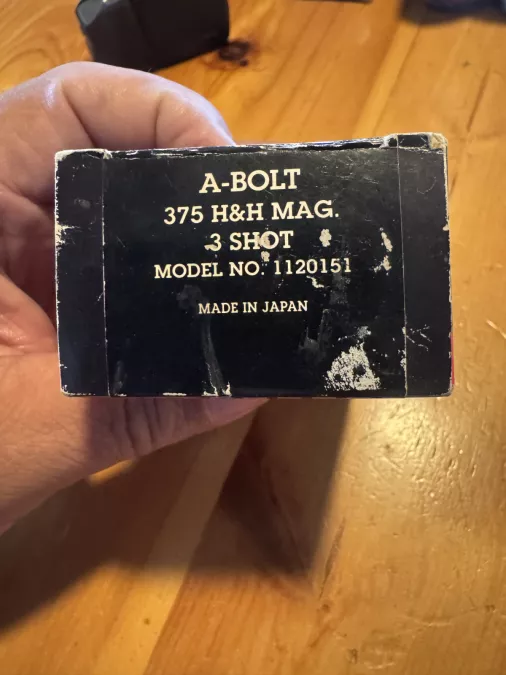 A-BOLT
375 H&H MAG.
3 SHOT
MODEL NO. 1120151
MADE IN JAPAN